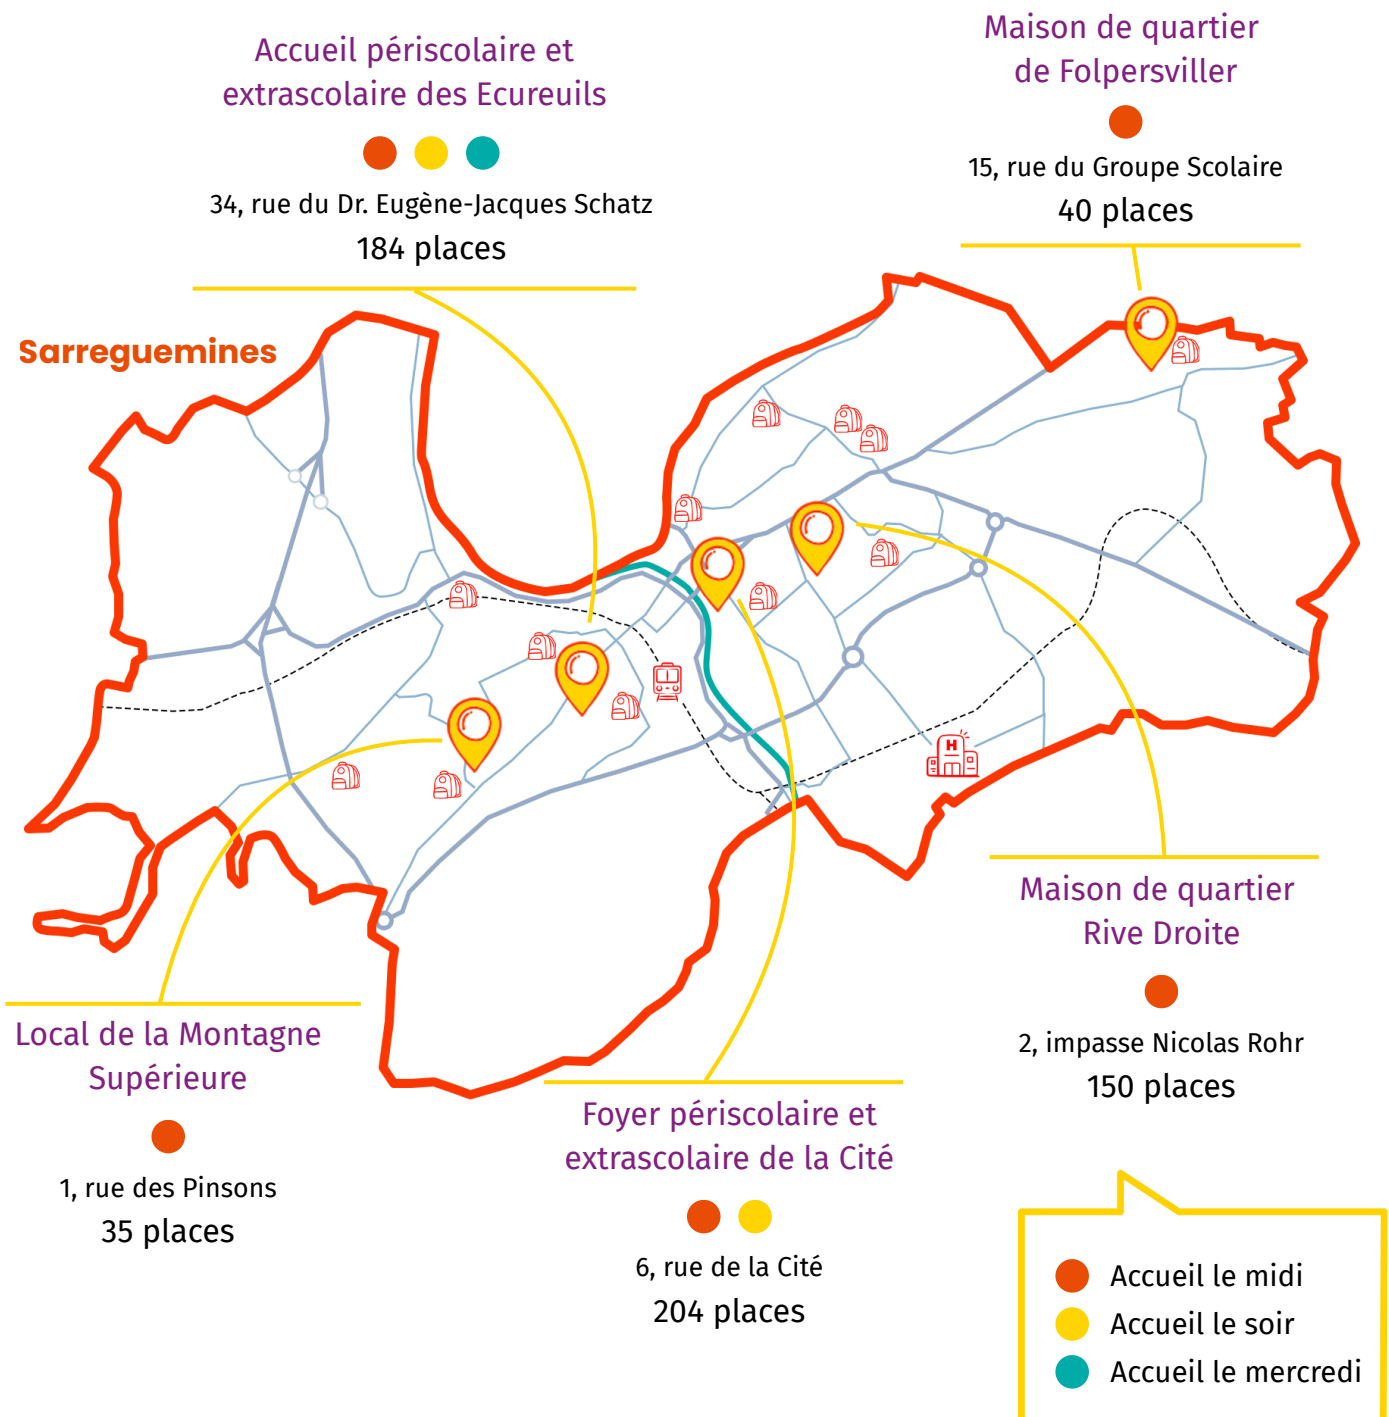 Accueil périscolaire et
extrascolaire des Ecureuils
34, rue du Dr. Eugène-Jacques Schatz
184 places
Maison de quartier
de Folpersviller
15, rue du Groupe Scolaire
40 places
Sarreguemines
H
Maison de quartier
Rive Droite
2, impasse Nicolas Rohr
150 places
Local de la Montagne
Supérieure
1, rue des Pinsons
35 places
Foyer périscolaire et
extrascolaire de la Cité
6, rue de la Cité
204 places
Accueil le midi
Accueil le soir
Accueil le mercredi